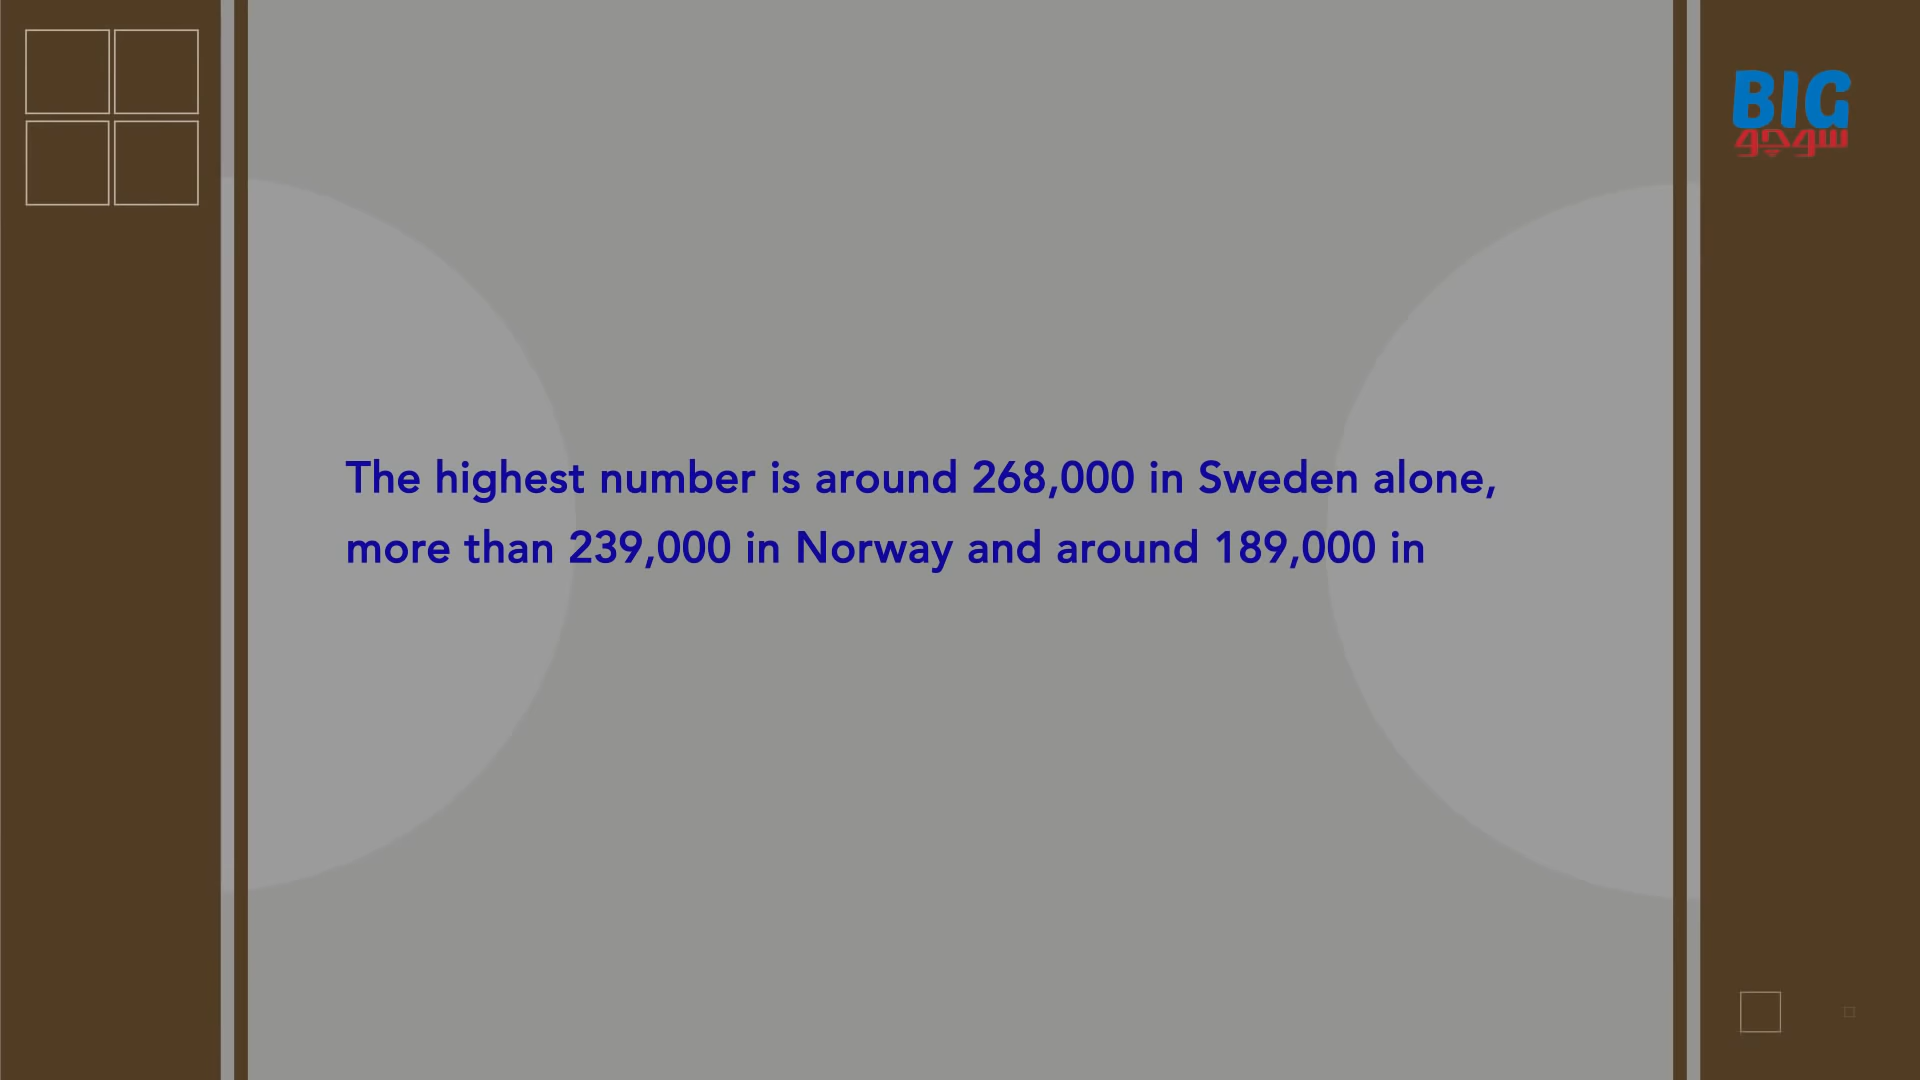 BIG
سوجو
The highest number is around 268,000 in Sweden alone,
more than 239,000 in Norway and around 189,000 in